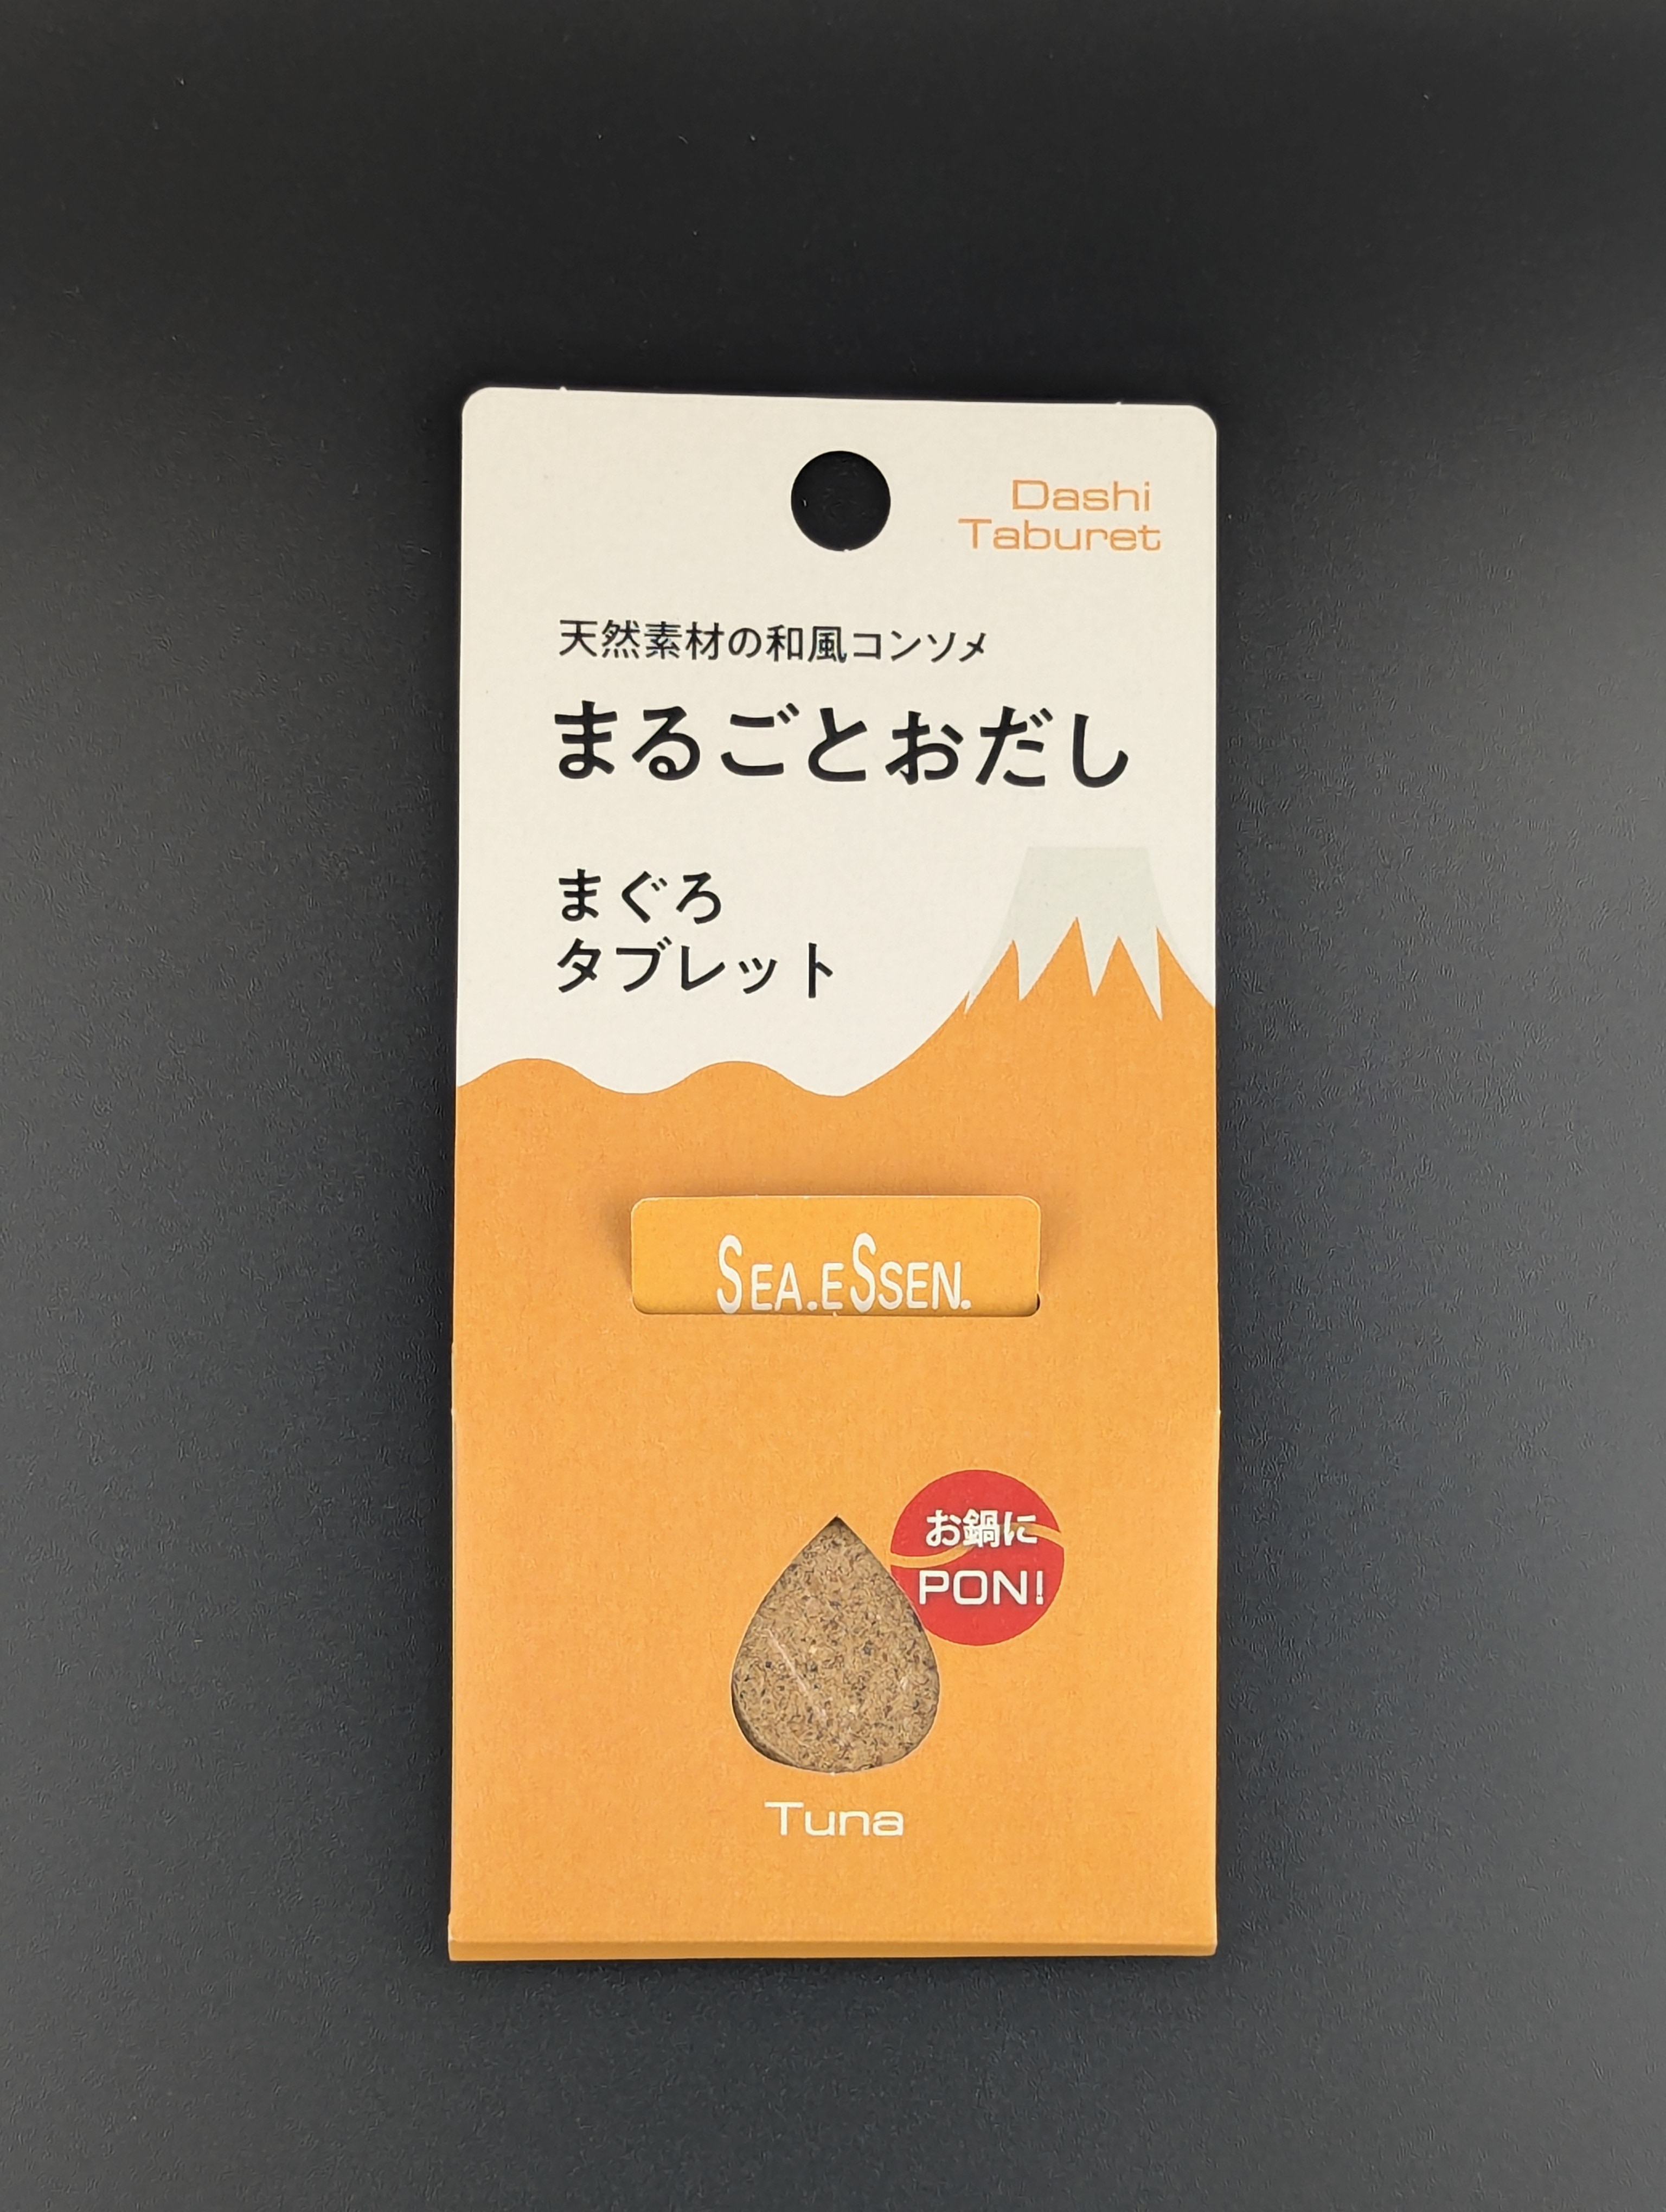 Dashi
Taburet
天然素材の和風コンソメ
まるごとおだし
まぐろ
タブレット
SEA.ESSEN.
お鍋に
PON!
Tuna